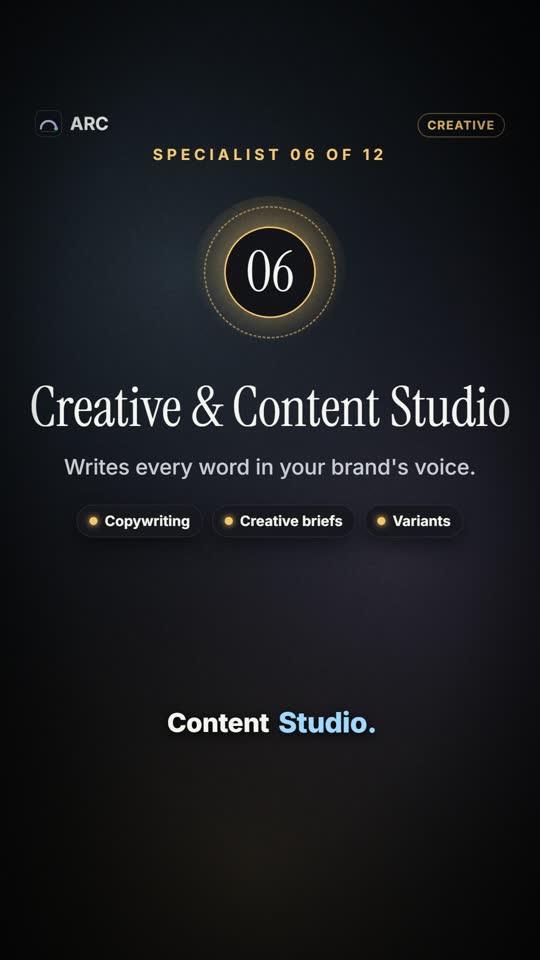 ARC
CREATIVE
SPECIALIST 06 OF 12
06
Creative & Content Studio
Writes every word in your brand's voice.
Copywriting
Creative briefs
Variants
Content Studio.